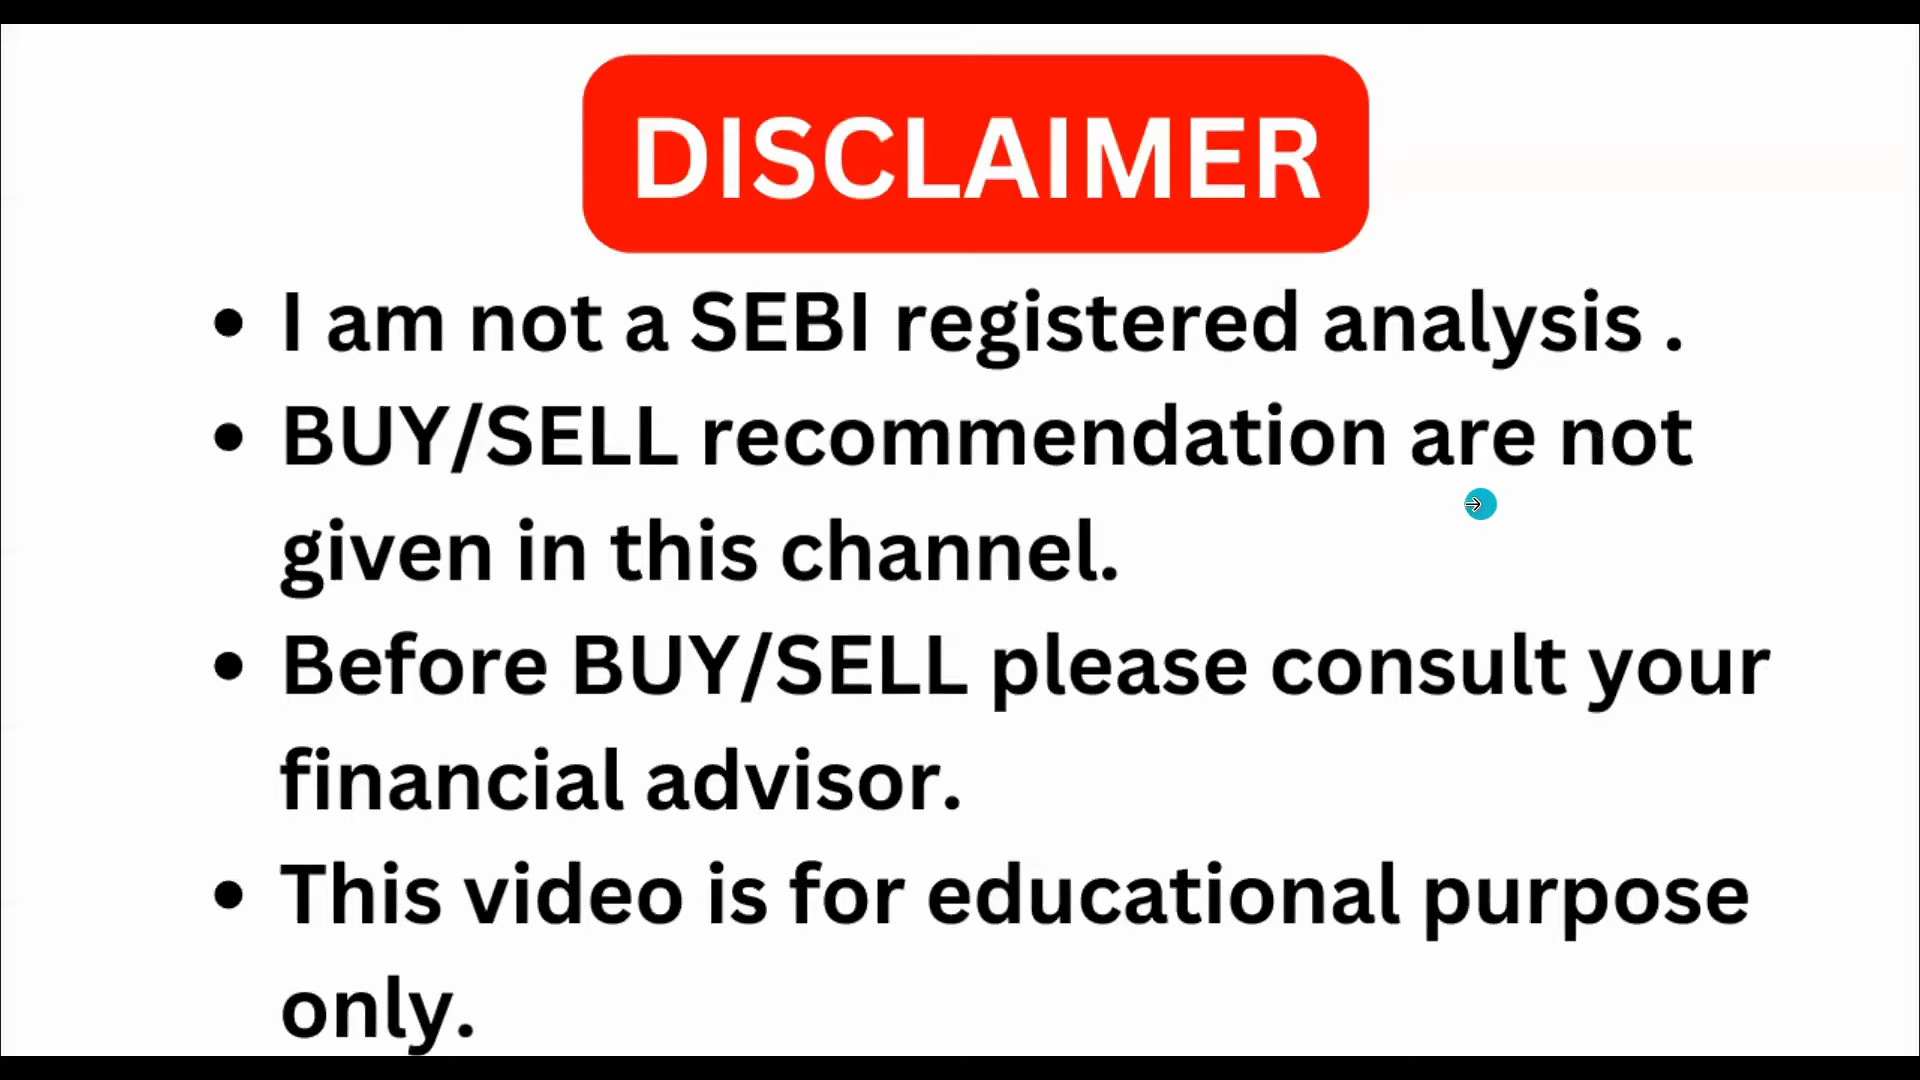 DISCLAIMER
• I am not a SEBI registered analysis .
• BUY/SELL recommendation are not
given in this channel.
• Before BUY/SELL please consult your
financial advisor.
• This video is for educational purpose
only.